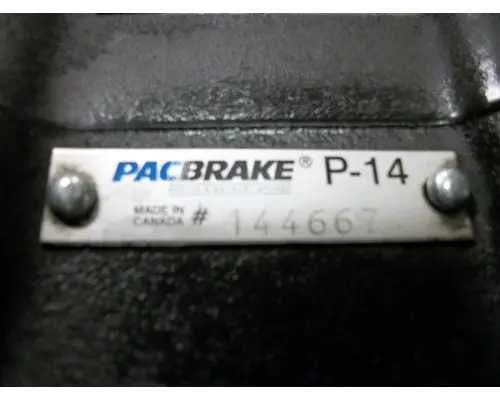 PACBRAKE® P-14
MADE IN
CANADA # 144667